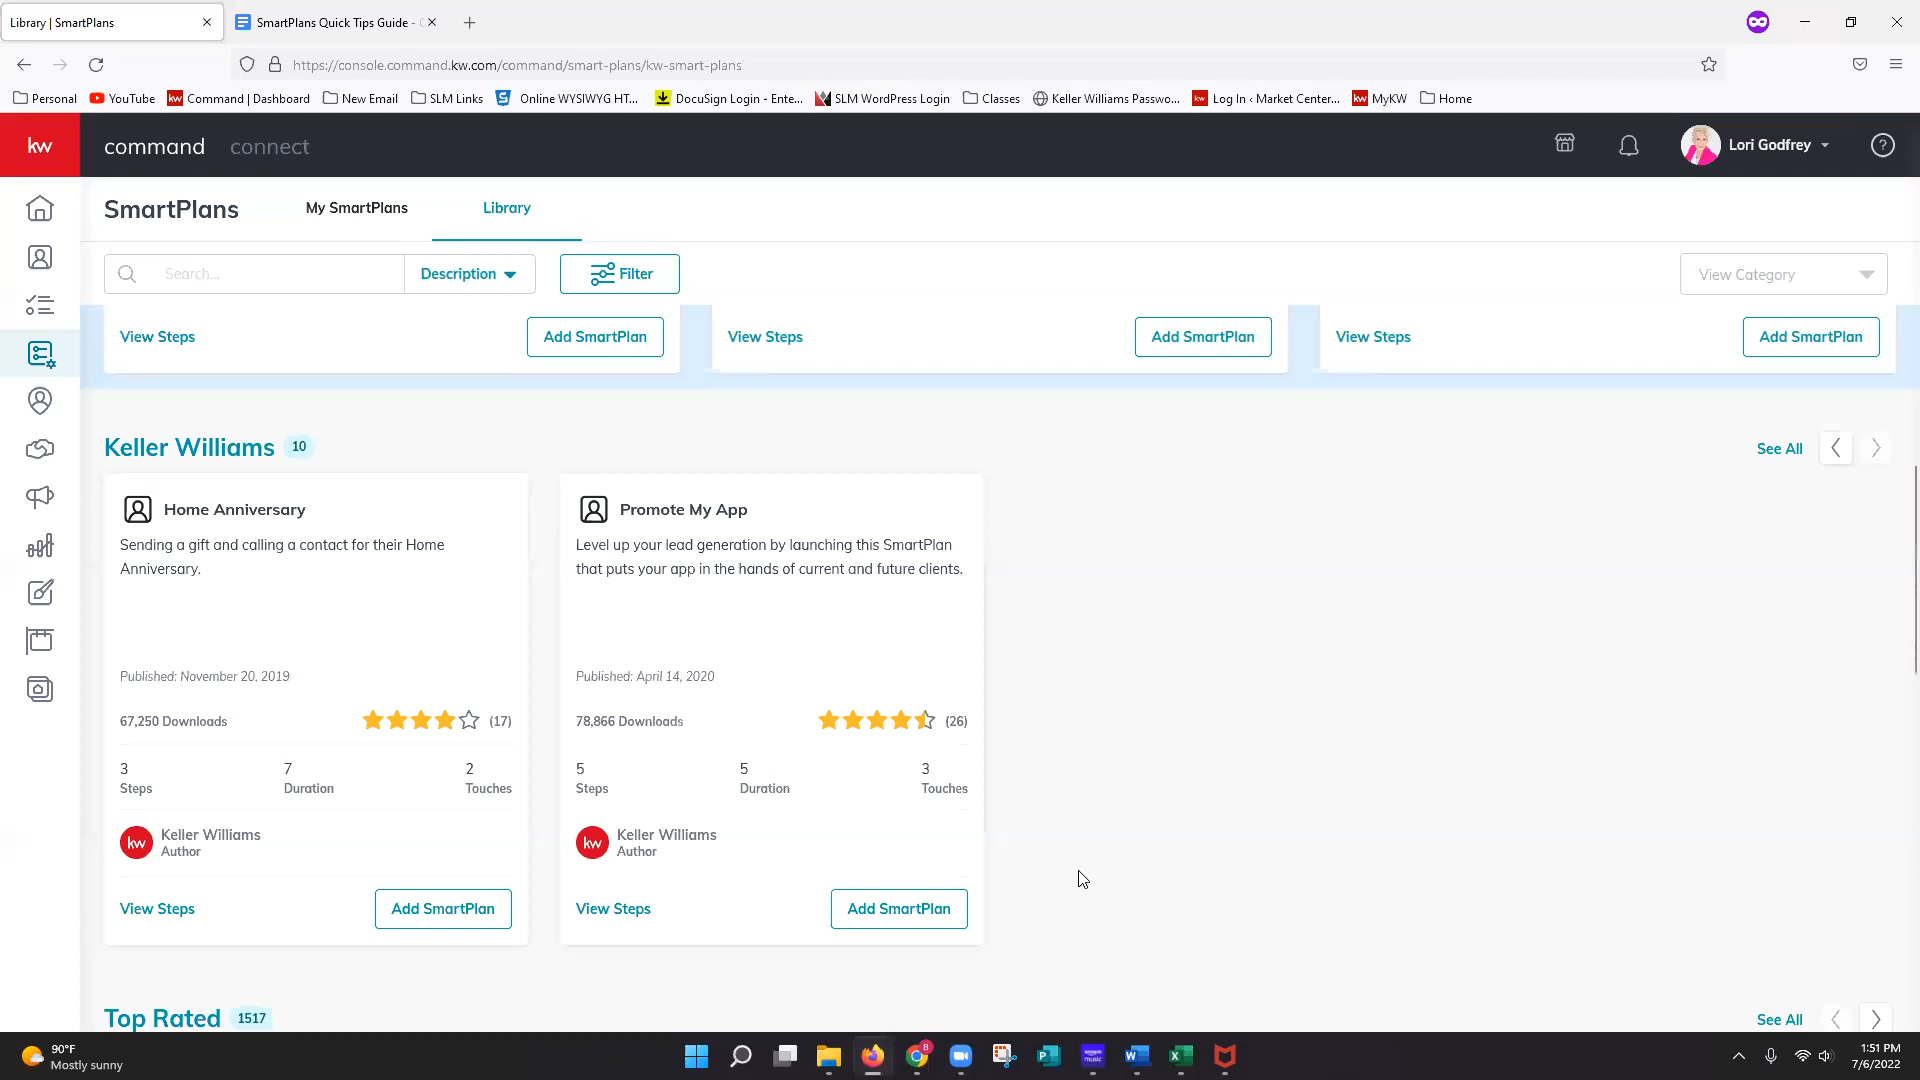 Library | SmartPlans
SmartPlans Quick Tips Guide -
https://console.command.kw.com/command/smart-plans/kw-smart-plans
Personal
YouTube
Command | Dashboard
New Email
SLM Links
Online WYSIWYG HT...
DocuSign Login - Ente...
SLM WordPress Login
Classes
Keller Williams Passwo...
Log In ‹ Market Center...
MyKW
Home
kw
command
connect
Lori Godfrey
SmartPlans
My SmartPlans
Library
Search...
Description
Filter
View Category
View Steps
Add SmartPlan
View Steps
Add SmartPlan
View Steps
Add SmartPlan
Keller Williams 10
See All
Home Anniversary
Sending a gift and calling a contact for their Home
Anniversary.
Published: November 20, 2019
67,250 Downloads
(17)
3
Steps
7
Duration
2
Touches
kw
Keller Williams
Author
View Steps
Add SmartPlan
Promote My App
Level up your lead generation by launching this SmartPlan
that puts your app in the hands of current and future clients.
Published: April 14, 2020
78,866 Downloads
(26)
5
Steps
5
Duration
3
Touches
kw
Keller Williams
Author
View Steps
Add SmartPlan
Top Rated 1517
See All
90°F
Mostly sunny
1:51 PM
7/6/2022